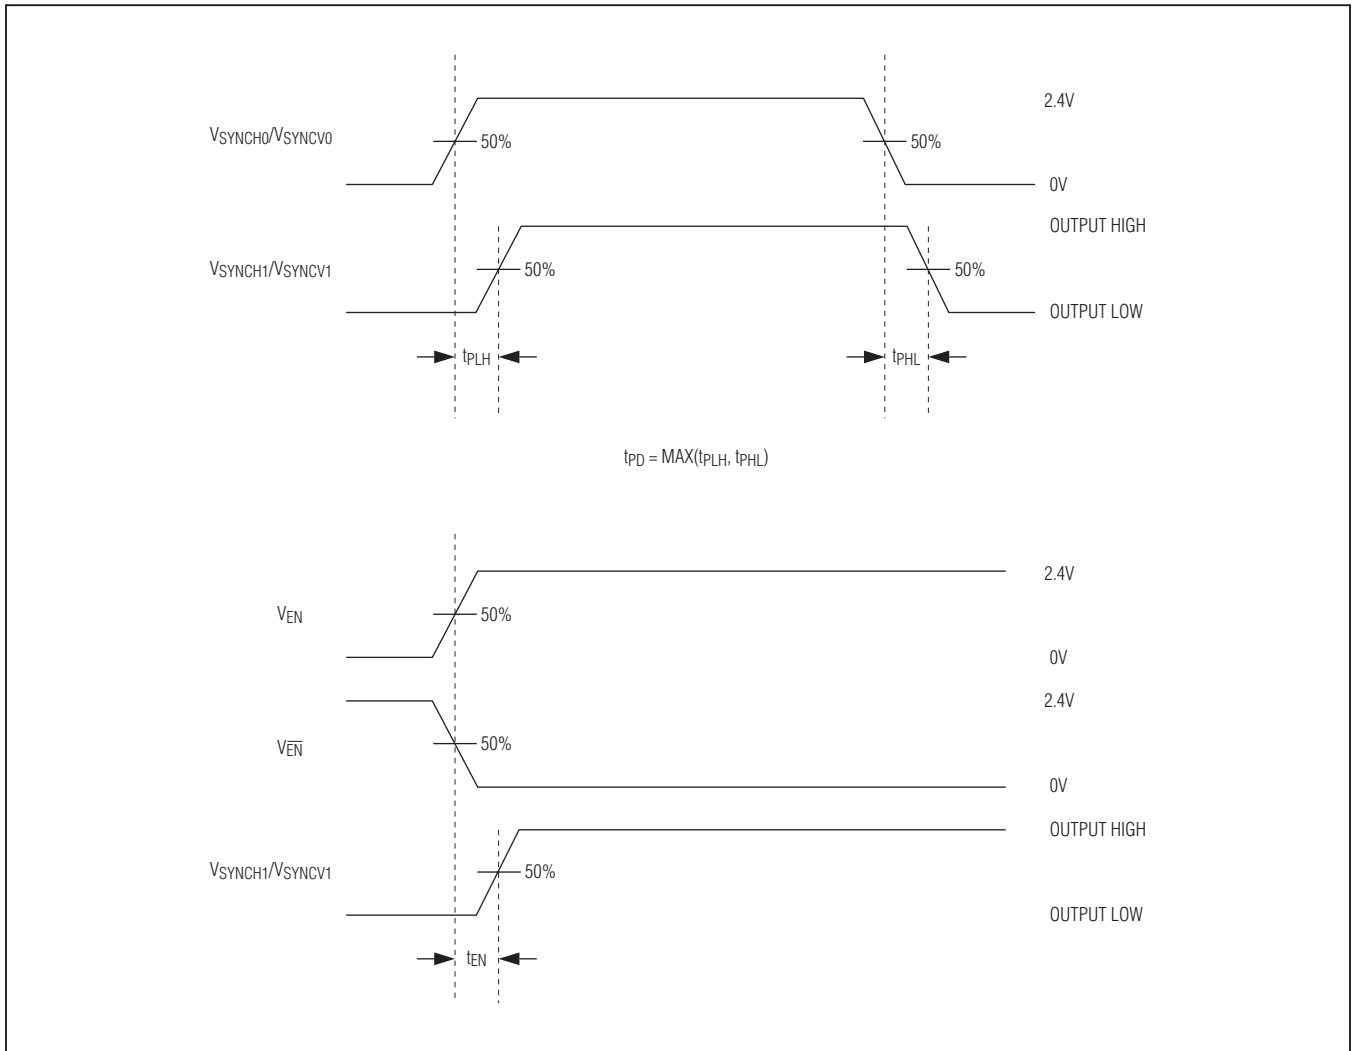 2.4V
VSYNCH0/VSYNCV0
50%
50%
0V
OUTPUT HIGH
VSYNCH1/VSYNCV1
50%
50%
OUTPUT LOW
tPLH
tPHL
tPD = MAX(tPLH, tPHL)
2.4V
VEN
50%
0V
2.4V
VE̅N̅
50%
0V
OUTPUT HIGH
VSYNCH1/VSYNCV1
50%
OUTPUT LOW
tEN